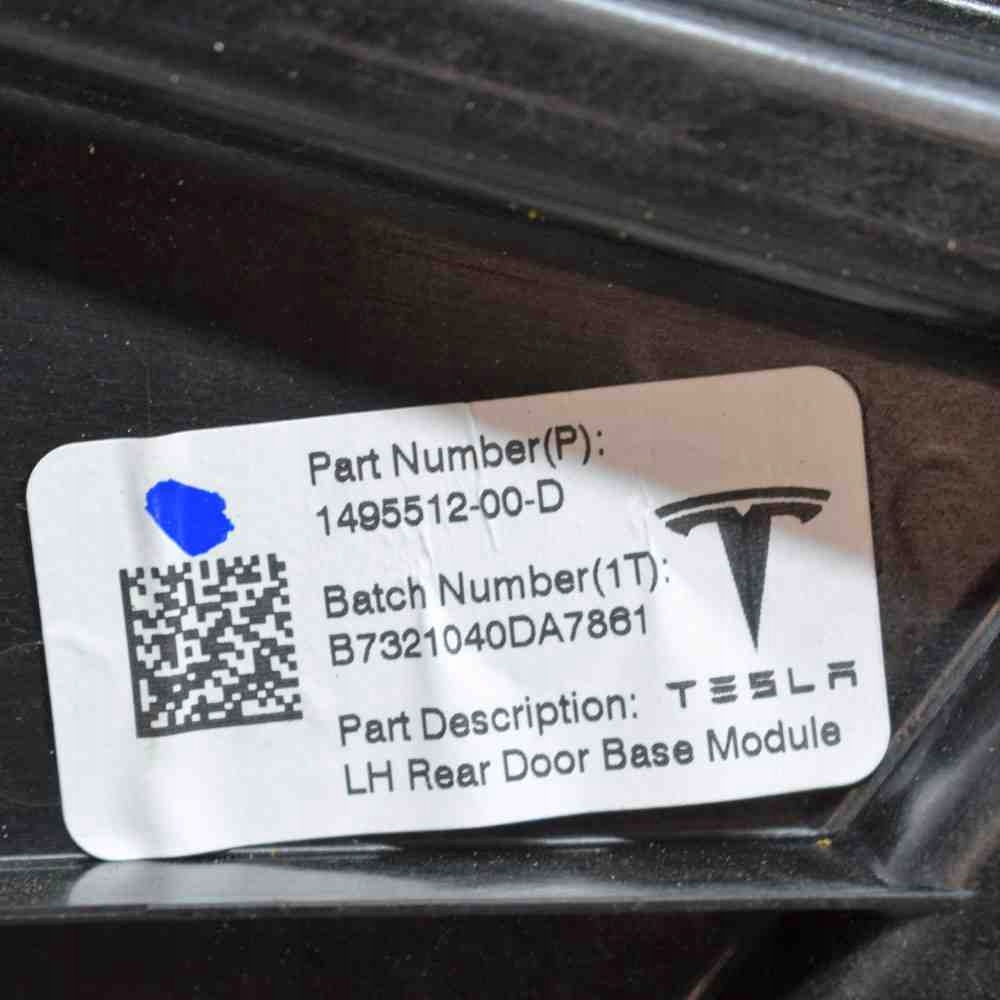 Part Number(P):
1495512-00-D
Batch Number(1T):
B7321040DA7861
Part Description:
TESLA
LH Rear Door Base Module